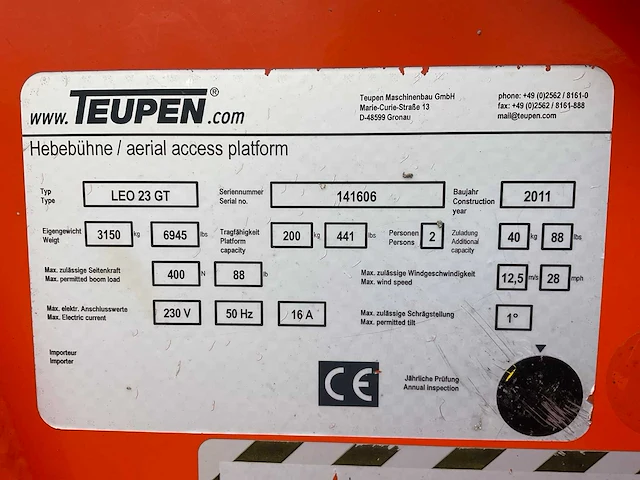 www.TEUPEN®.com
Teupen Maschinenbau GmbH
Marie-Curie-Straße 13
D-48599 Gronau
phone: +49 (0)2562 / 8161-0
fax: +49 (0)2562 / 8161-888
mail@teupen.com
Hebebühne / aerial access platform
Typ
Type
LEO 23 GT
Seriennummer
Serial no.
141606
Baujahr
Construction
year
2011
Eigengewicht
Weigt
3150 kg
6945 lbs
Tragfähigkeit
Platform
capacity
200 kg
441 lbs
Personen
Persons
2
Zuladung
Additional
capacity
40 kg
88 lbs
Max. zulässige Seitenkraft
Max. permitted boom load
400 N
88 lb
Max. zulässige Windgeschwindigkeit
Max. wind speed
12,5 m/s
28 mph
Max. elektr. Anschlusswerte
Max. Electric current
230 V
50 Hz
16 A
Max. zulässige Schrägstellung
Max. permitted tilt
1°
Importeur
Importer
CE
Jährliche Prüfung
Annual inspection